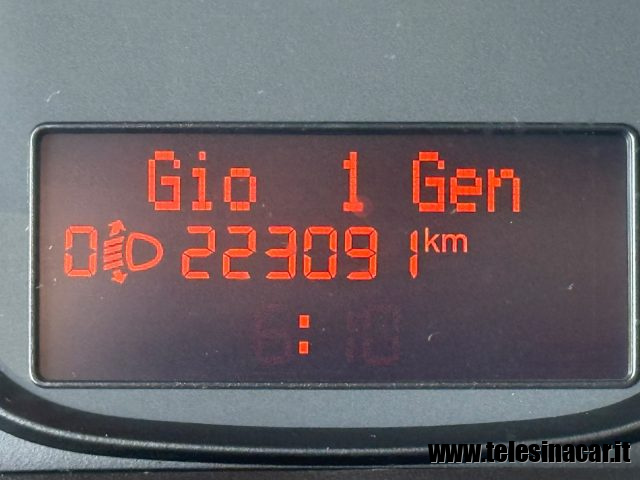 Gio 1 Gen
0 223091 km
:
www.telesinacar.it